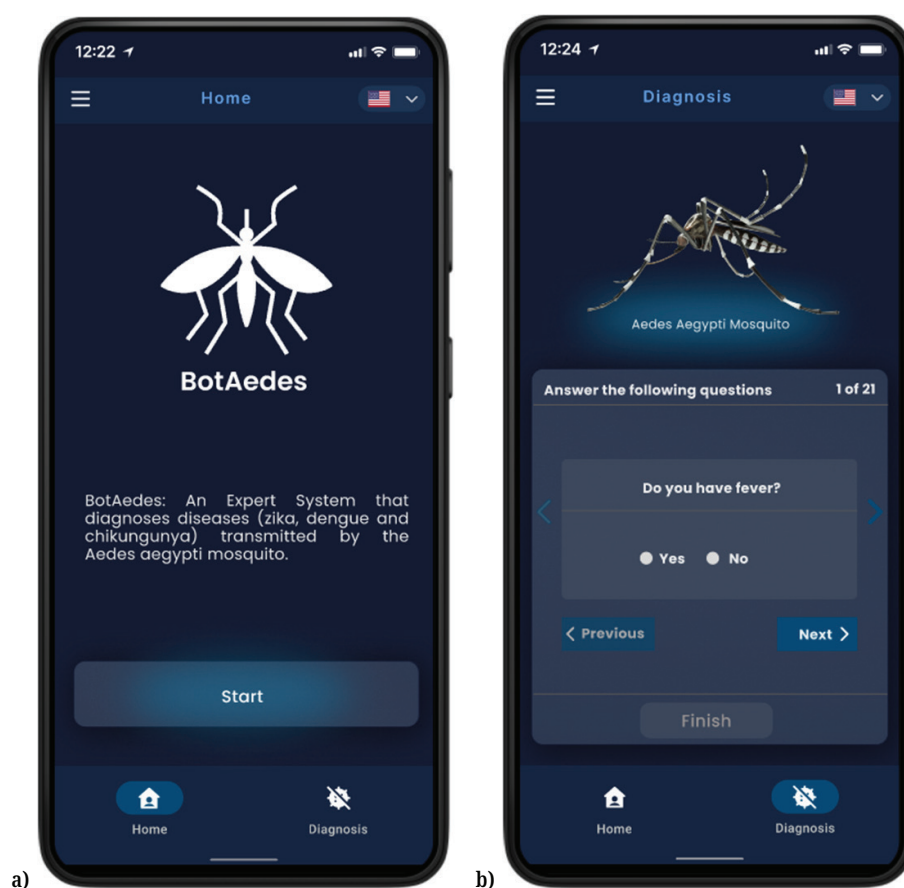 12:22
Home
BotAedes
BotAedes: An Expert System that
diagnoses diseases (zika, dengue and
chikungunya) transmitted by the
Aedes aegypti mosquito.
Start
Home Diagnosis
a)
12:24
Diagnosis
Aedes Aegypti Mosquito
Answer the following questions 1 of 21
Do you have fever?
Yes No
Previous Next
Finish
Home Diagnosis
b)